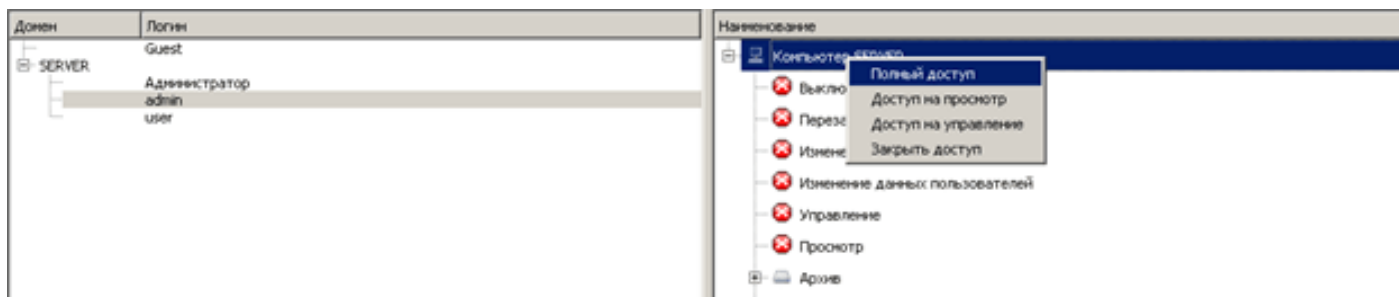 Домен Логин
Guest
SERVER
Администратор
admin
user
Наименование
Компьютер SERVER
Полный доступ
Доступ на просмотр
Доступ на управление
Закрыть доступ
Выклю
Переза
Измене
Изменение данных пользователей
Управление
Просмотр
Архив